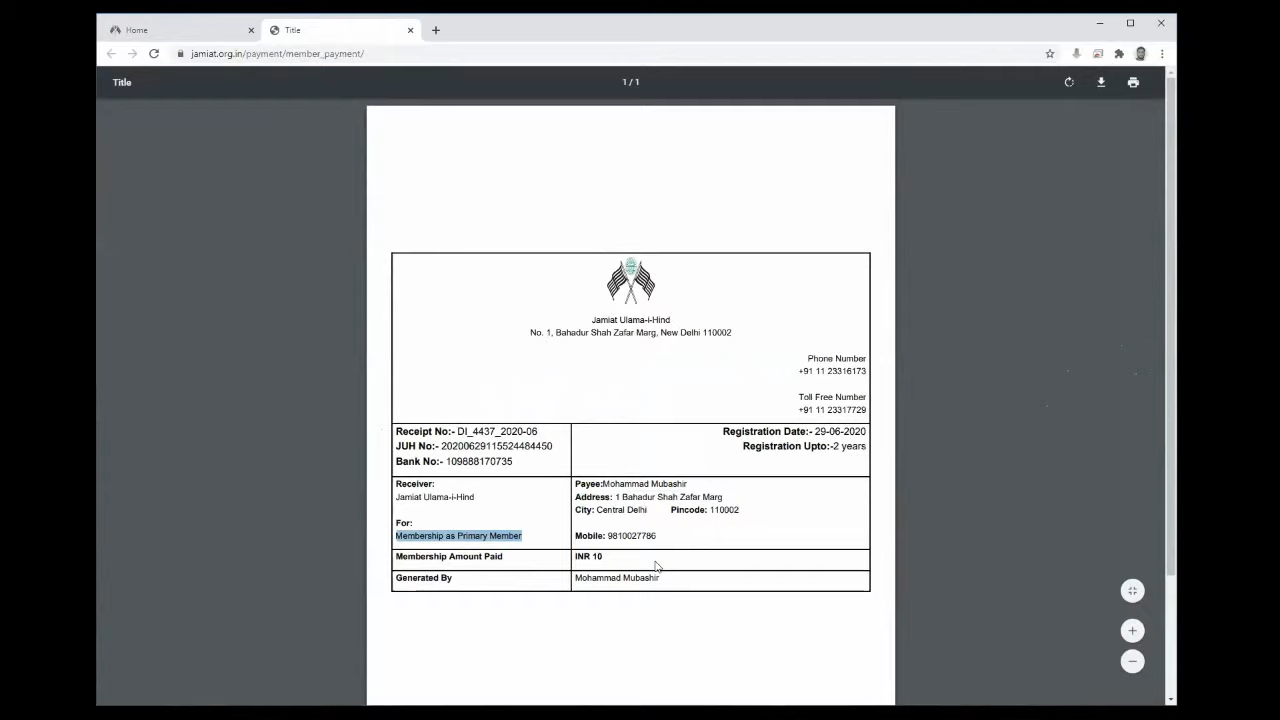 Home
Title
jamiat.org.in/payment/member_payment/
Title
1 / 1
Jamiat Ulama-i-Hind
No. 1, Bahadur Shah Zafar Marg, New Delhi 110002
Phone Number
+91 11 23316173
Toll Free Number
+91 11 23317729
Receipt No:- DI_4437_2020-06
Registration Date:- 29-06-2020
JUH No:- 20200629115524484450
Registration Upto:-2 years
Bank No:- 109888170735
Receiver:
Payee:Mohammad Mubashir
Jamiat Ulama-i-Hind
Address: 1 Bahadur Shah Zafar Marg
City: Central Delhi Pincode: 110002
For:
Membership as Primary Member
Mobile: 9810027786
Membership Amount Paid
INR 10
Generated By
Mohammad Mubashir